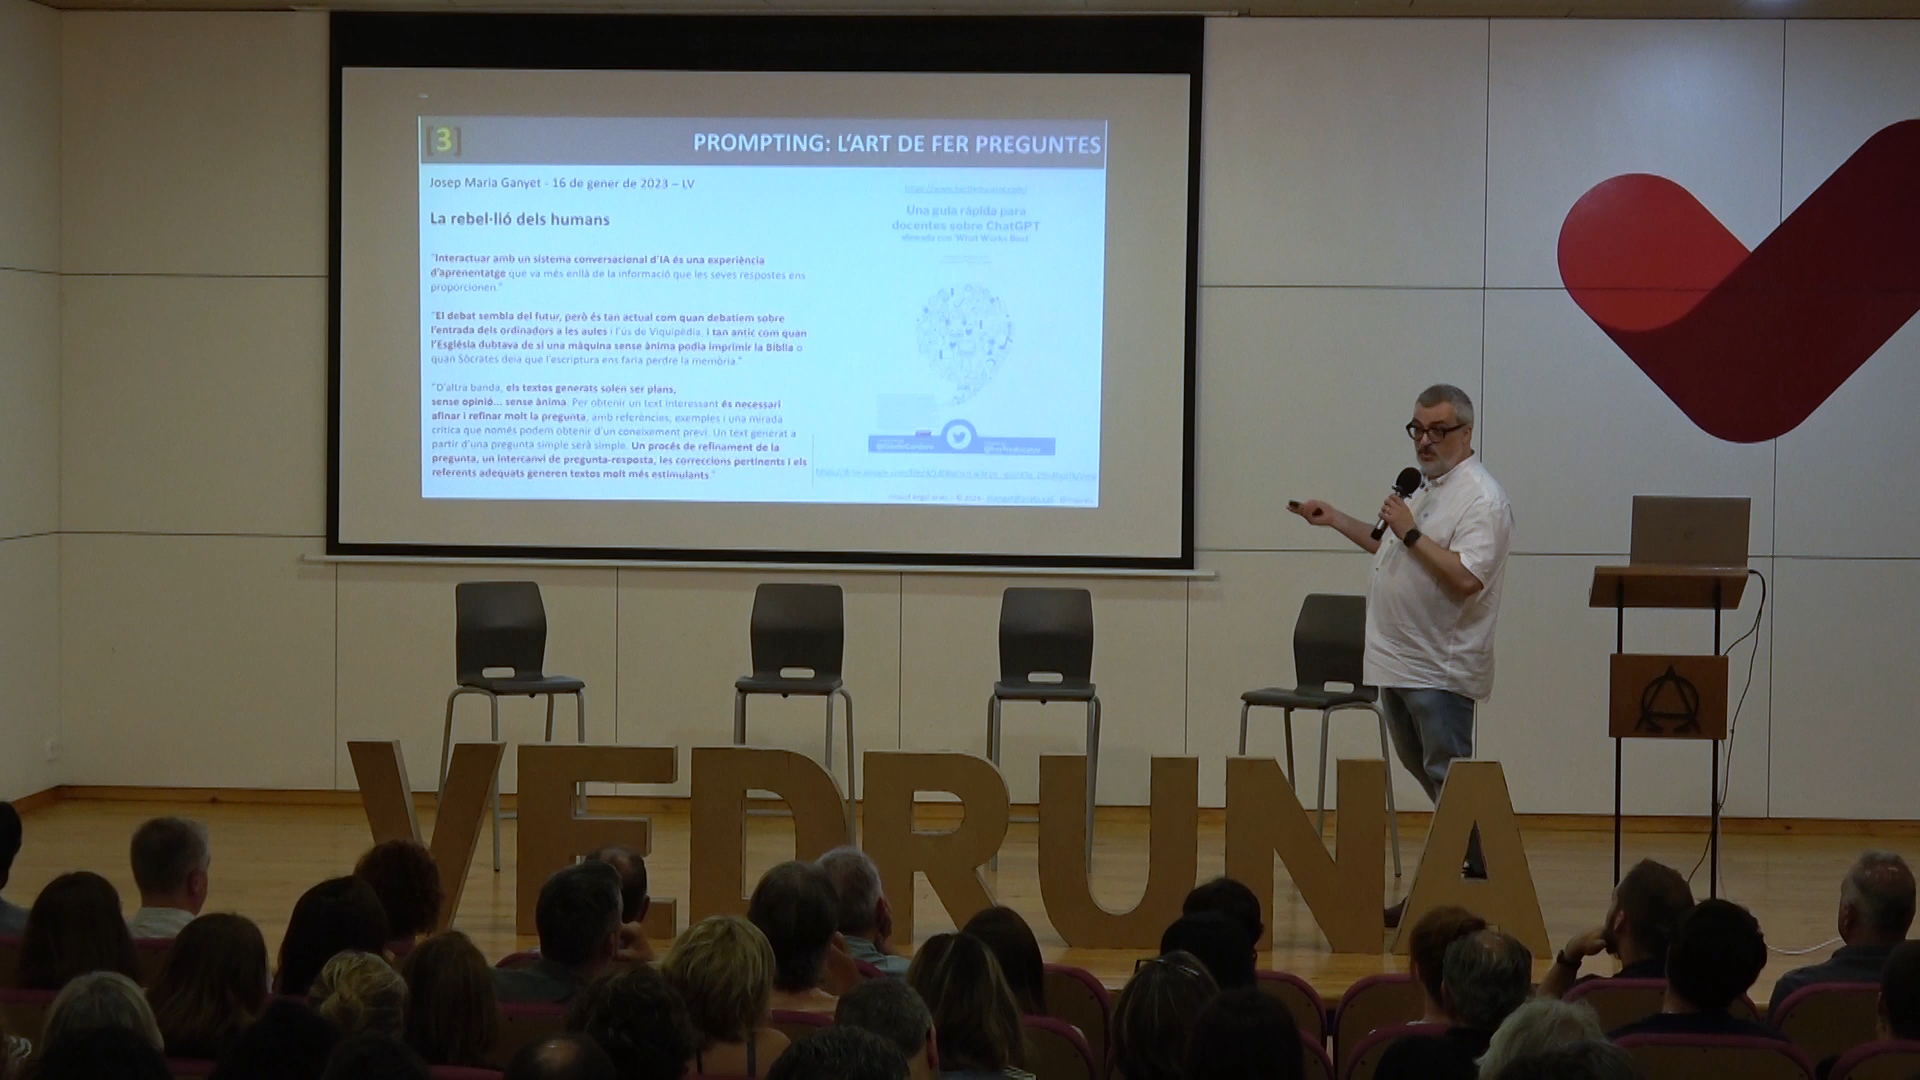 [3]
PROMPTING: L'ART DE FER PREGUNTES
Josep Maria Ganyet - 16 de gener de 2023 – LV
La rebel·lió dels humans
"Interactuar amb un sistema conversacional d'IA és una experiència
d'aprenentatge que va més enllà de la informació que les seves respostes ens
proporcionen."
"El debat sembla del futur, però és tan actual com quan debatíem sobre
l'entrada dels ordinadors a les aules i l'ús de Viquipèdia. I tan antic com quan
l'Església dubtava de si una màquina sense ànima podia imprimir la Bíblia o
quan Sòcrates deia que l'escriptura ens faria perdre la memòria."
"D'altra banda, els textos generats solen ser plans,
sense opinió... sense ànima. Per obtenir un text interessant és necessari
afinar i refinar molt la pregunta, amb referències, exemples i una mirada
crítica que només podem obtenir d'un coneixement previ. Un text generat a
partir d'una pregunta simple serà simple. Un procés de refinament de la
pregunta, un intercanvi de pregunta-resposta, les correccions pertinents i els
referents adequats generen textos molt més estimulants."
Una guía rápida para
docentes sobre ChatGPT
VEDRUNA